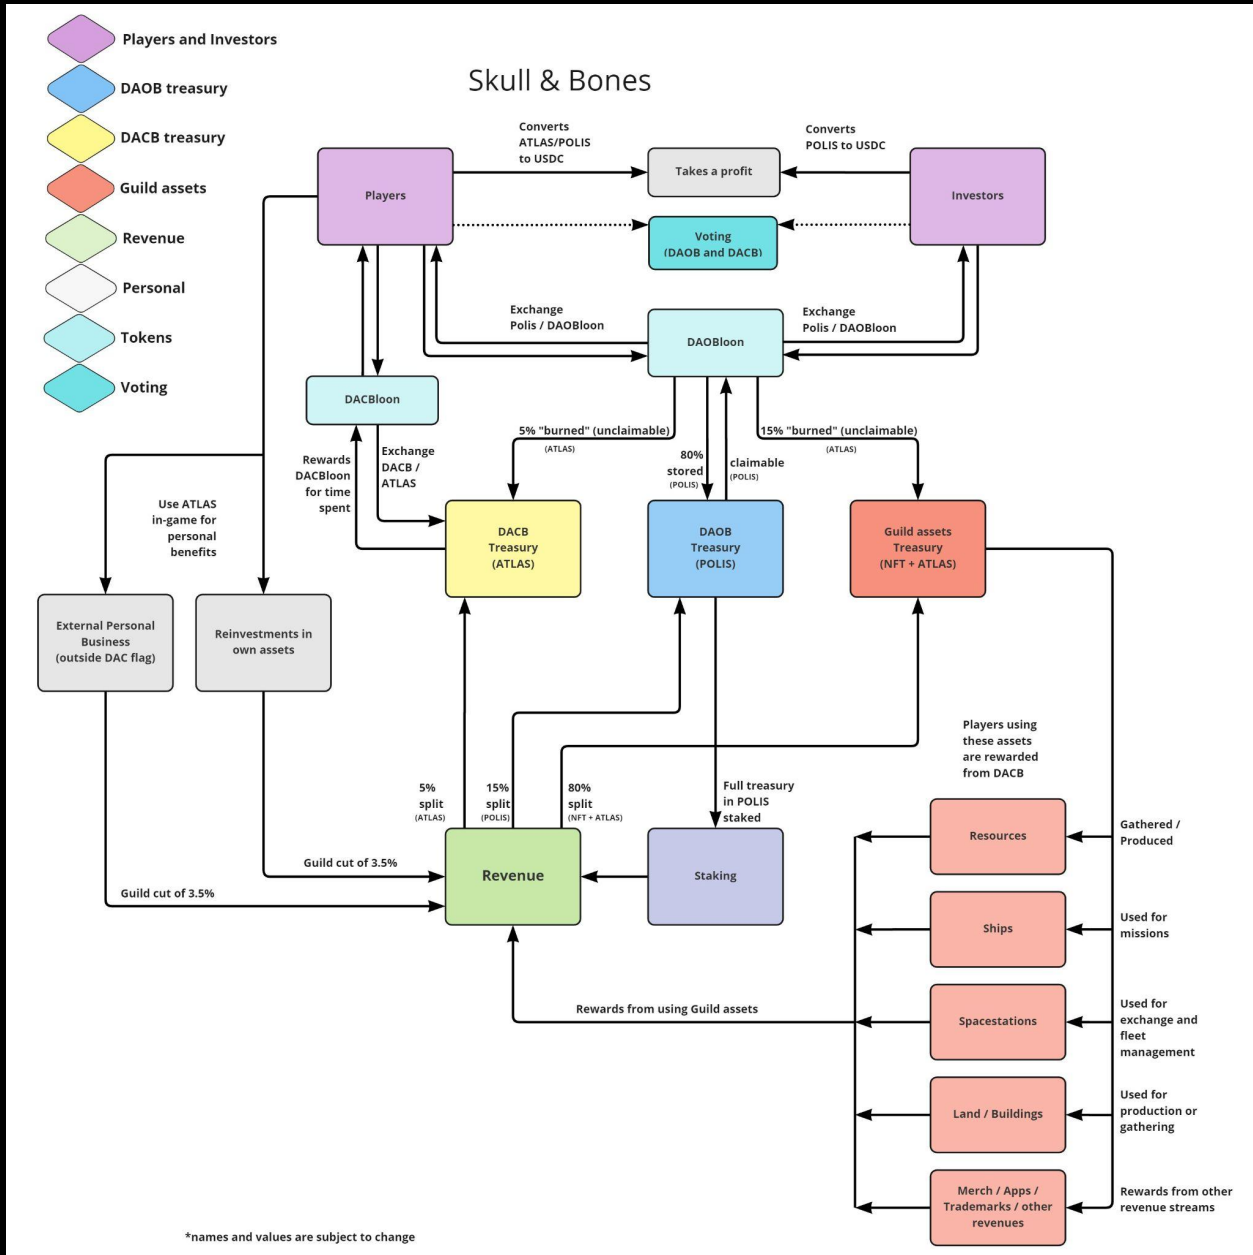 Players and Investors
DAOB treasury
DACB treasury
Guild assets
Revenue
Personal
Tokens
Voting
Skull & Bones
Converts
ATLAS/POLIS
to USDC
Converts
POLIS to USDC
Players
Takes a profit
Investors
Voting
(DAOB and DACB)
Exchange
Polis / DAOBloon
DAOBloon
Exchange
Polis / DAOBloon
DACBloon
5% "burned" (unclaimable)
(ATLAS)
80%
stored
(POLIS)
claimable
(POLIS)
15% "burned" (unclaimable)
(ATLAS)
Rewards
DACBloon
for time
spent
Exchange
DACB /
ATLAS
Use ATLAS
in-game for
personal
benefits
DACB
Treasury
(ATLAS)
DAOB
Treasury
(POLIS)
Guild assets
Treasury
(NFT + ATLAS)
External Personal
Business
(outside DAC flag)
Reinvestments in
own assets
Players using
these assets
are rewarded
from DACB
5%
split
(ATLAS)
15%
split
(POLIS)
80%
split
(NFT + ATLAS)
Full treasury
in POLIS
staked
Guild cut of 3.5%
Guild cut of 3.5%
Revenue
Staking
Resources
Gathered /
Produced
Ships
Used for
missions
Rewards from using Guild assets
Spacestations
Used for
exchange and
fleet
management
Land / Buildings
Used for
production or
gathering
Merch / Apps /
Trademarks / other
revenues
Rewards from other
revenue streams
*names and values are subject to change